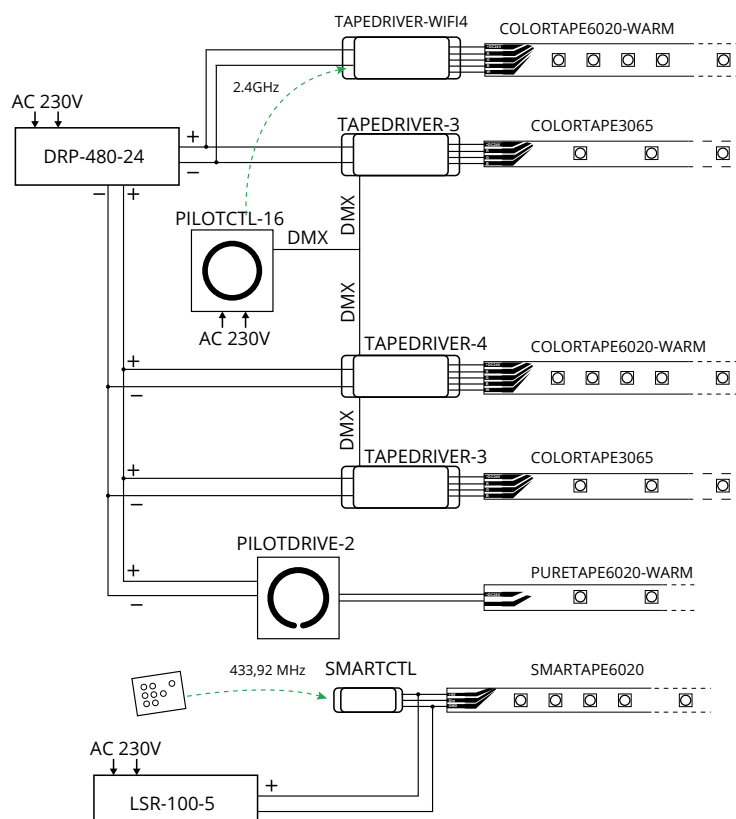 TAPEDRIVER-WIFI4
COLORTAPE6020-WARM
2.4GHz
AC 230V
+
DRP-480-24
−
TAPEDRIVER-3
COLORTAPE3065
− +
PILOTCTL-16
DMX
DMX
AC 230V
DMX
+
−
TAPEDRIVER-4
COLORTAPE6020-WARM
DMX
+
−
TAPEDRIVER-3
COLORTAPE3065
PILOTDRIVE-2
+
−
PURETAPE6020-WARM
433,92 MHz
SMARTCTL
SMARTAPE6020
AC 230V
+
LSR-100-5